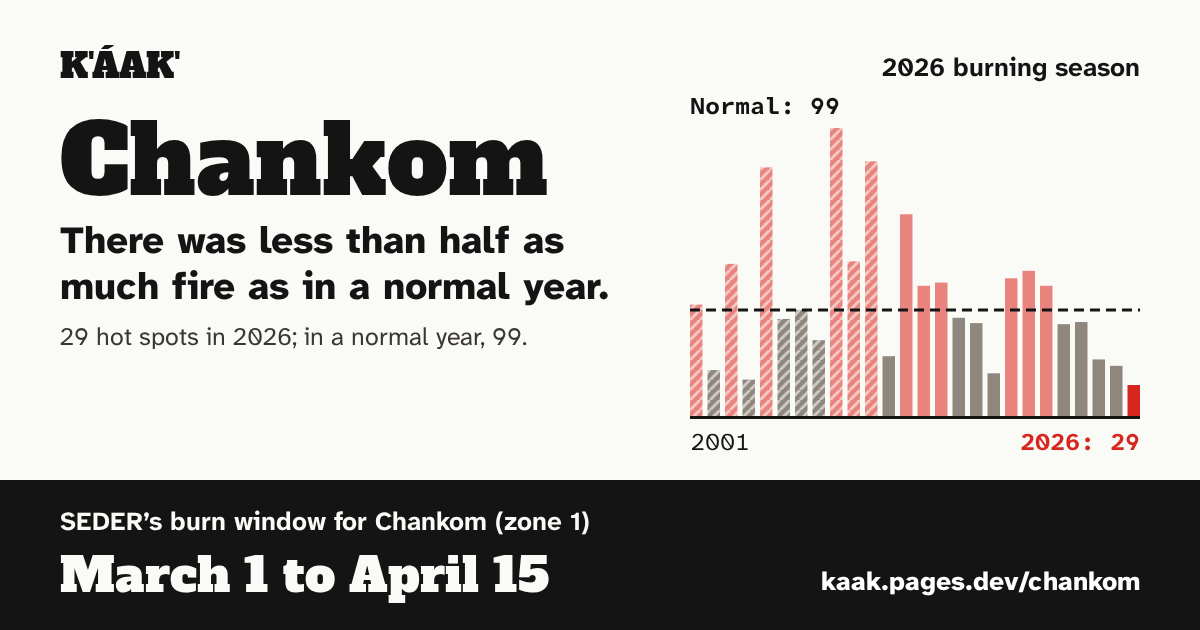 K'ÁAK'
Chankom
There was less than half as
much fire as in a normal year.
29 hot spots in 2026; in a normal year, 99.
2026 burning season
Normal: 99
2001
2026: 29
SEDER’s burn window for Chankom (zone 1)
March 1 to April 15
kaak.pages.dev/chankom